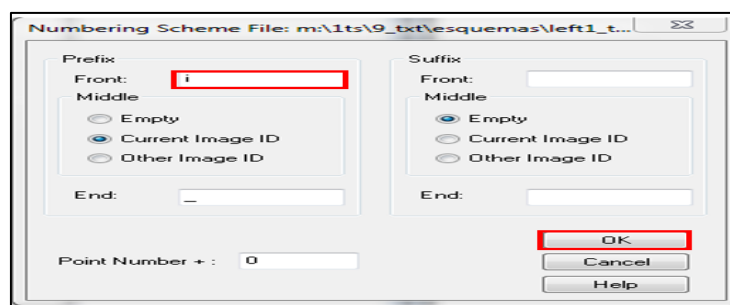 Numbering Scheme File: m:\1ts\9_txt\esquemas\left1_t...
Prefix
Front: i
Middle
Empty
Current Image ID
Other Image ID
End: _
Suffix
Front:
Middle
Empty
Current Image ID
Other Image ID
End:
Point Number + : 0
OK
Cancel
Help